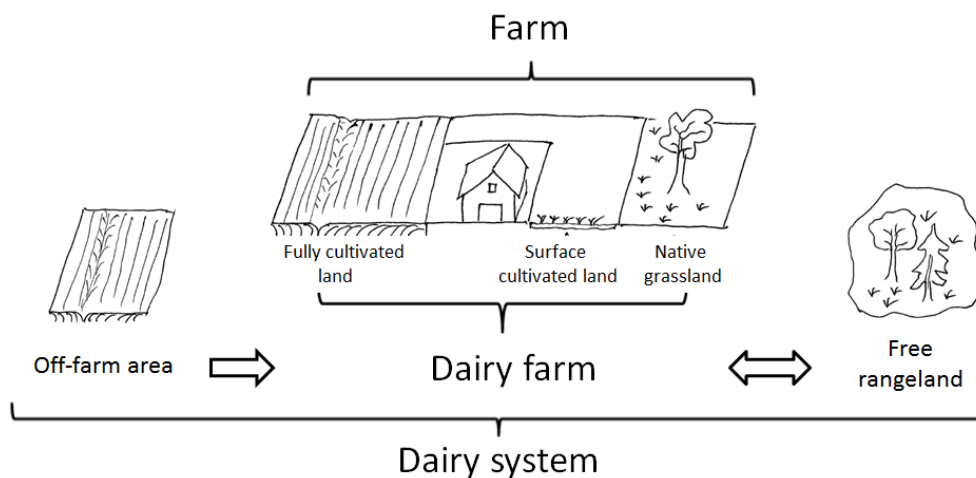 Farm
Fully cultivated
land
Surface
cultivated land
Native
grassland
Off-farm area
Dairy farm
Free
rangeland
Dairy system